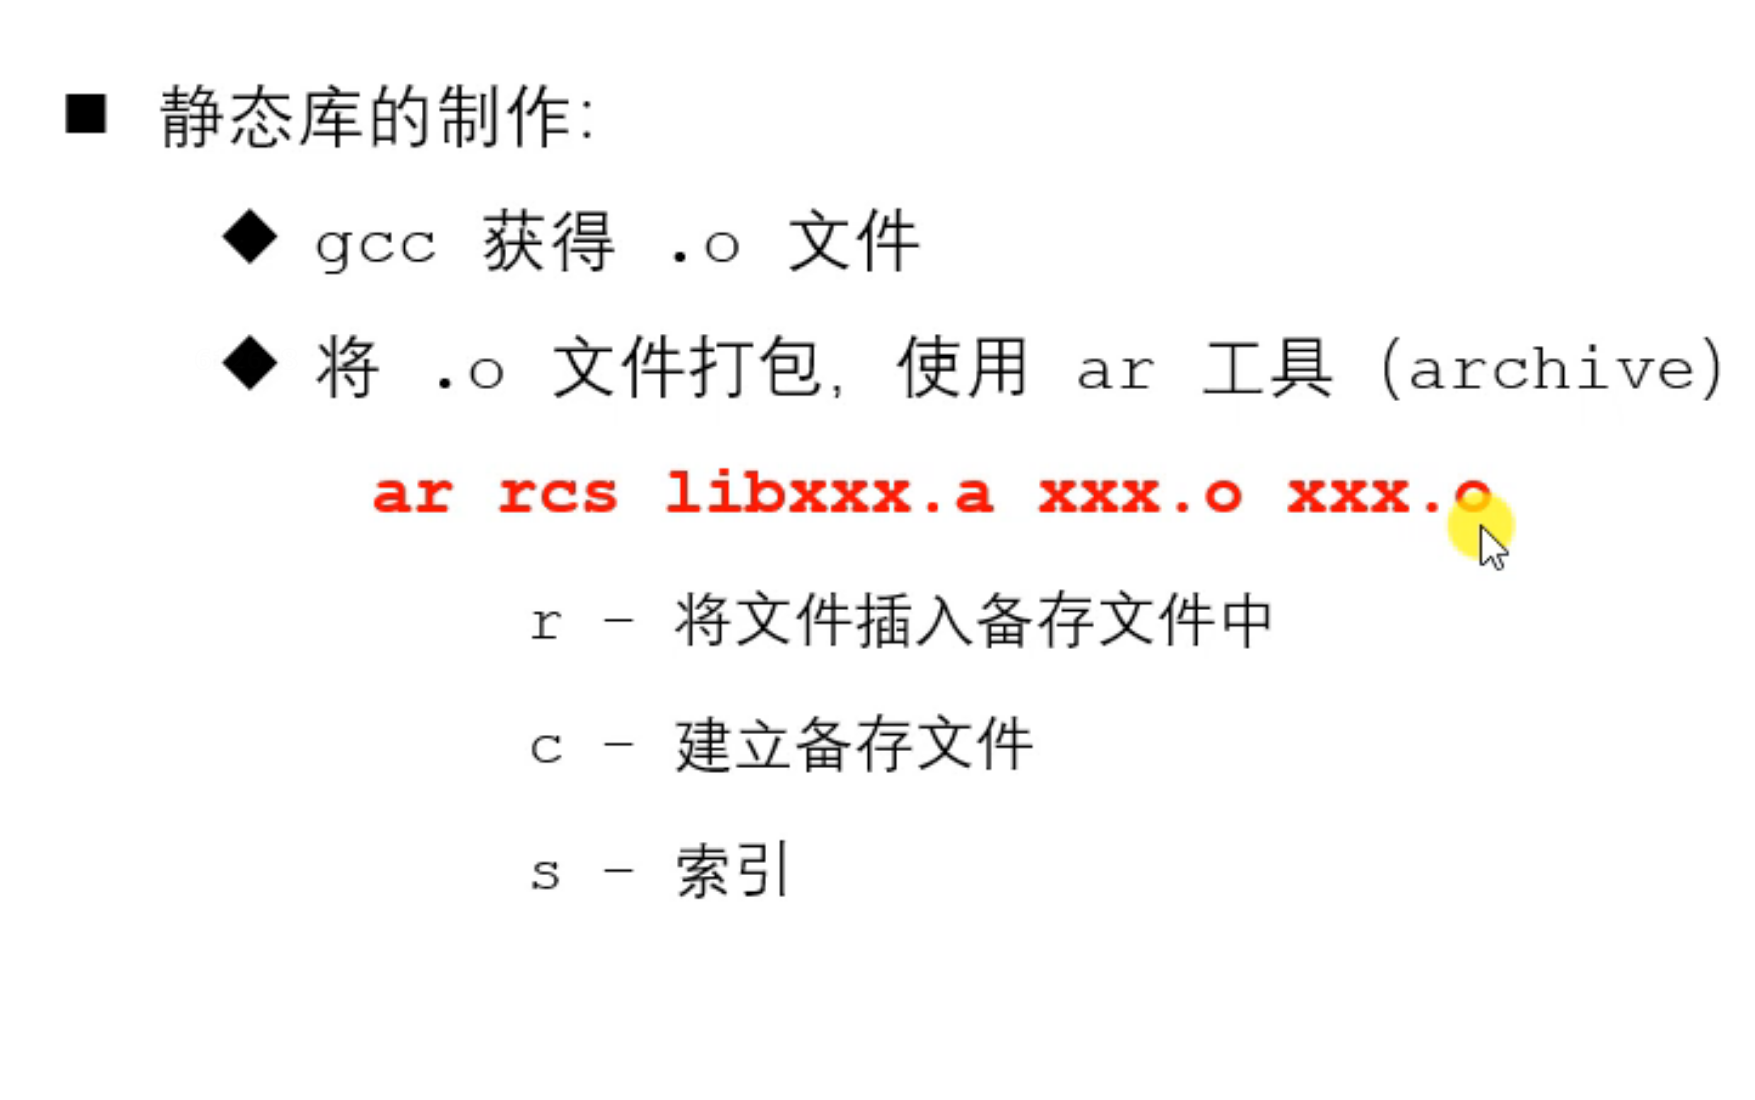 静态库的制作:
gcc 获得 .o 文件
将 .o 文件打包, 使用 ar 工具 (archive)
ar rcs libxxx.a xxx.o xxx.o
r - 将文件插入备存文件中
c - 建立备存文件
s - 索引